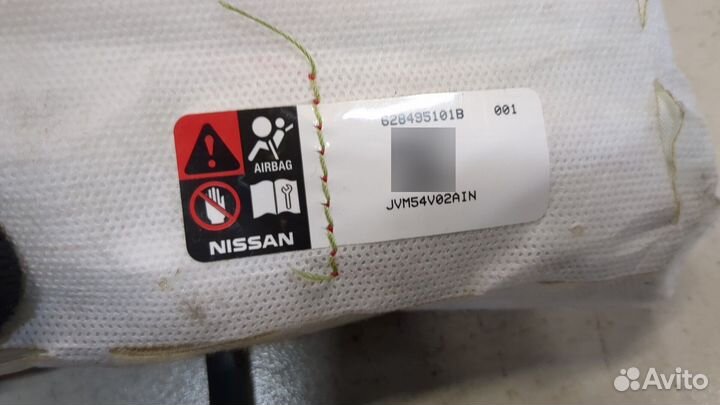 628495101B 001
AIRBAG
JVM54V02AIN
NISSAN
Avito